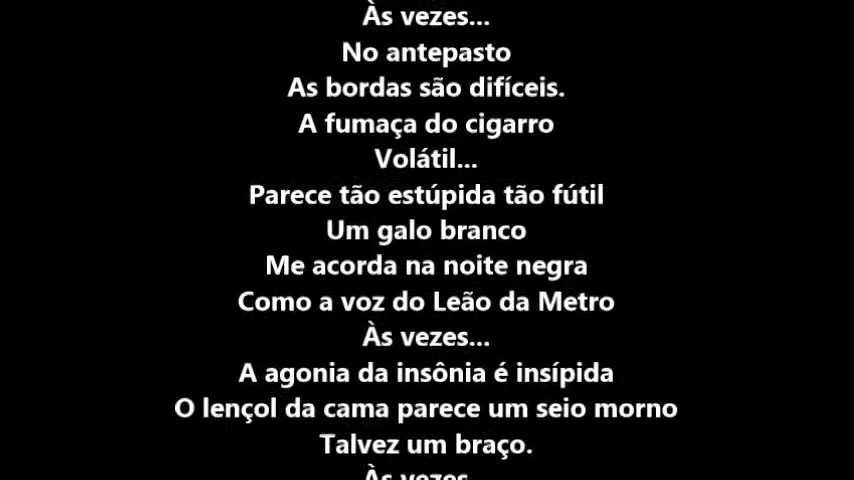 Às vezes...
No antepasto
As bordas são difíceis.
A fumaça do cigarro
Volátil...
Parece tão estúpida tão fútil
Um galo branco
Me acorda na noite negra
Como a voz do Leão da Metro
Às vezes...
A agonia da insônia é insípida
O lençol da cama parece um seio morno
Talvez um braço.
Às vezes